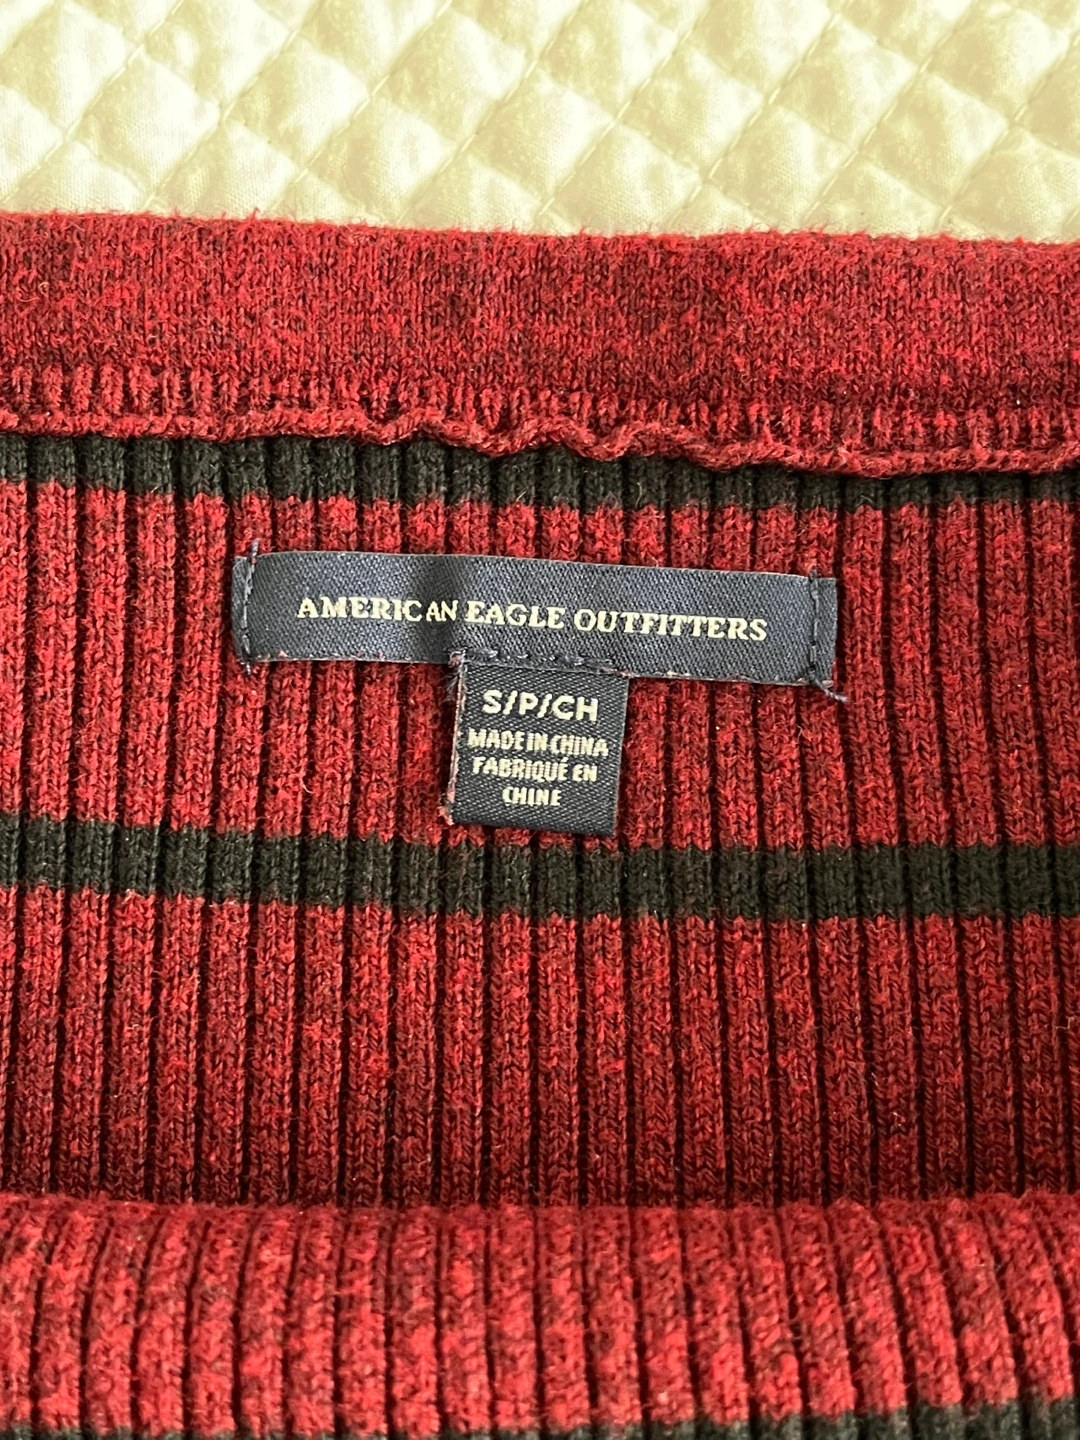 AMERICAN EAGLE OUTFITTERS
S/P/CH
MADE IN CHINA
FABRIQUÉ EN
CHINE